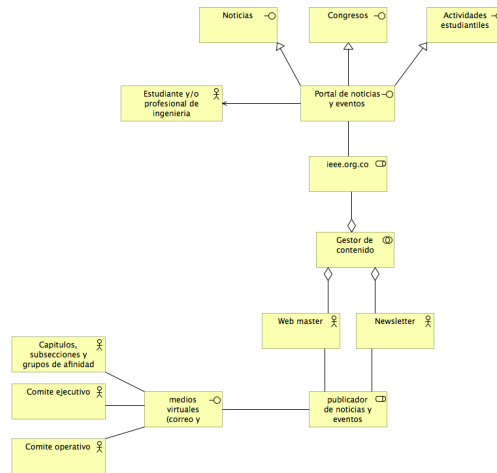 Noticias
Congresos
Actividades
estudiantiles
Estudiante y/o
profesional de
ingenieria
Portal de noticias
y eventos
ieee.org.co
Gestor de
contenido
Web master
Newsletter
Capitulos,
subsecciones y
grupos de afinidad
Comite ejecutivo
medios
virtuales
(correo y
publicador
de noticias y
eventos
Comite operativo